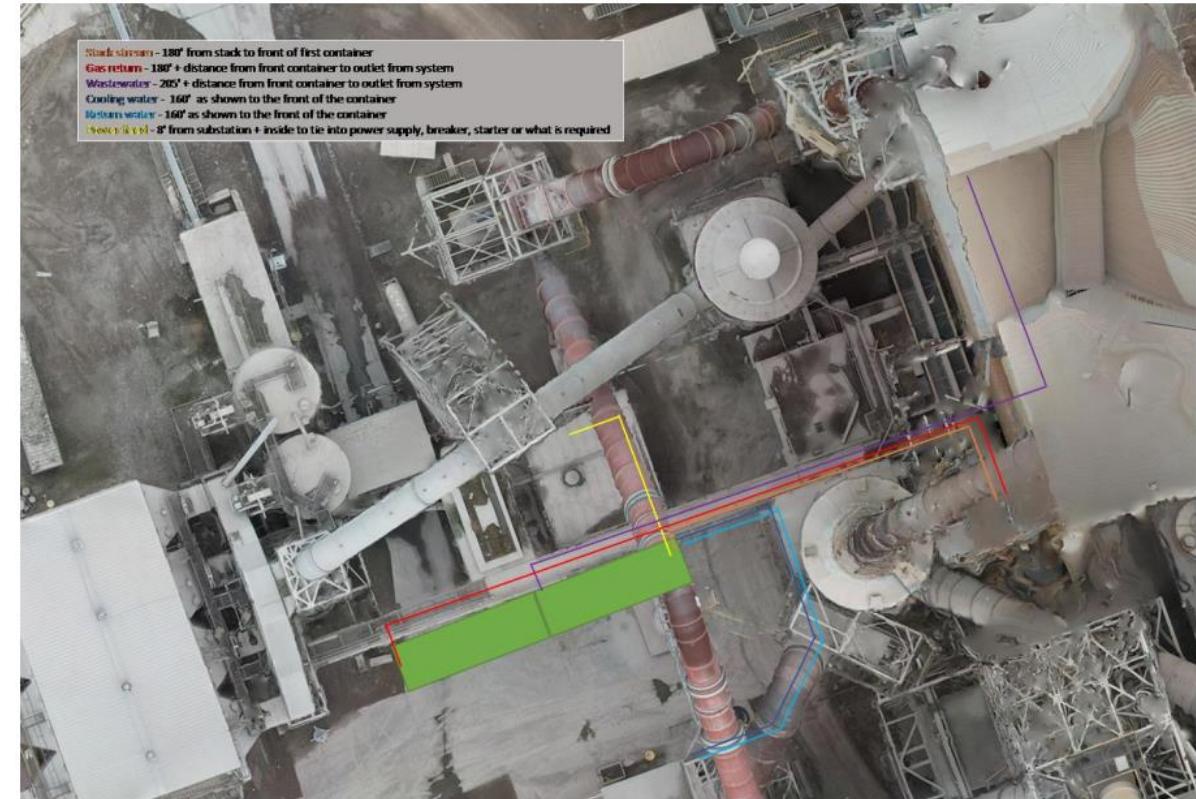 Stack stream - 180' from stack to front of first container
Gas return - 180' + distance from front container to outlet from system
Wastewater - 205' + distance from front container to outlet from system
Cooling water - 160' as shown to the front of the container
Return water - 160' as shown to the front of the container
- 8' from substation + inside to tie into power supply, breaker, starter or what is required